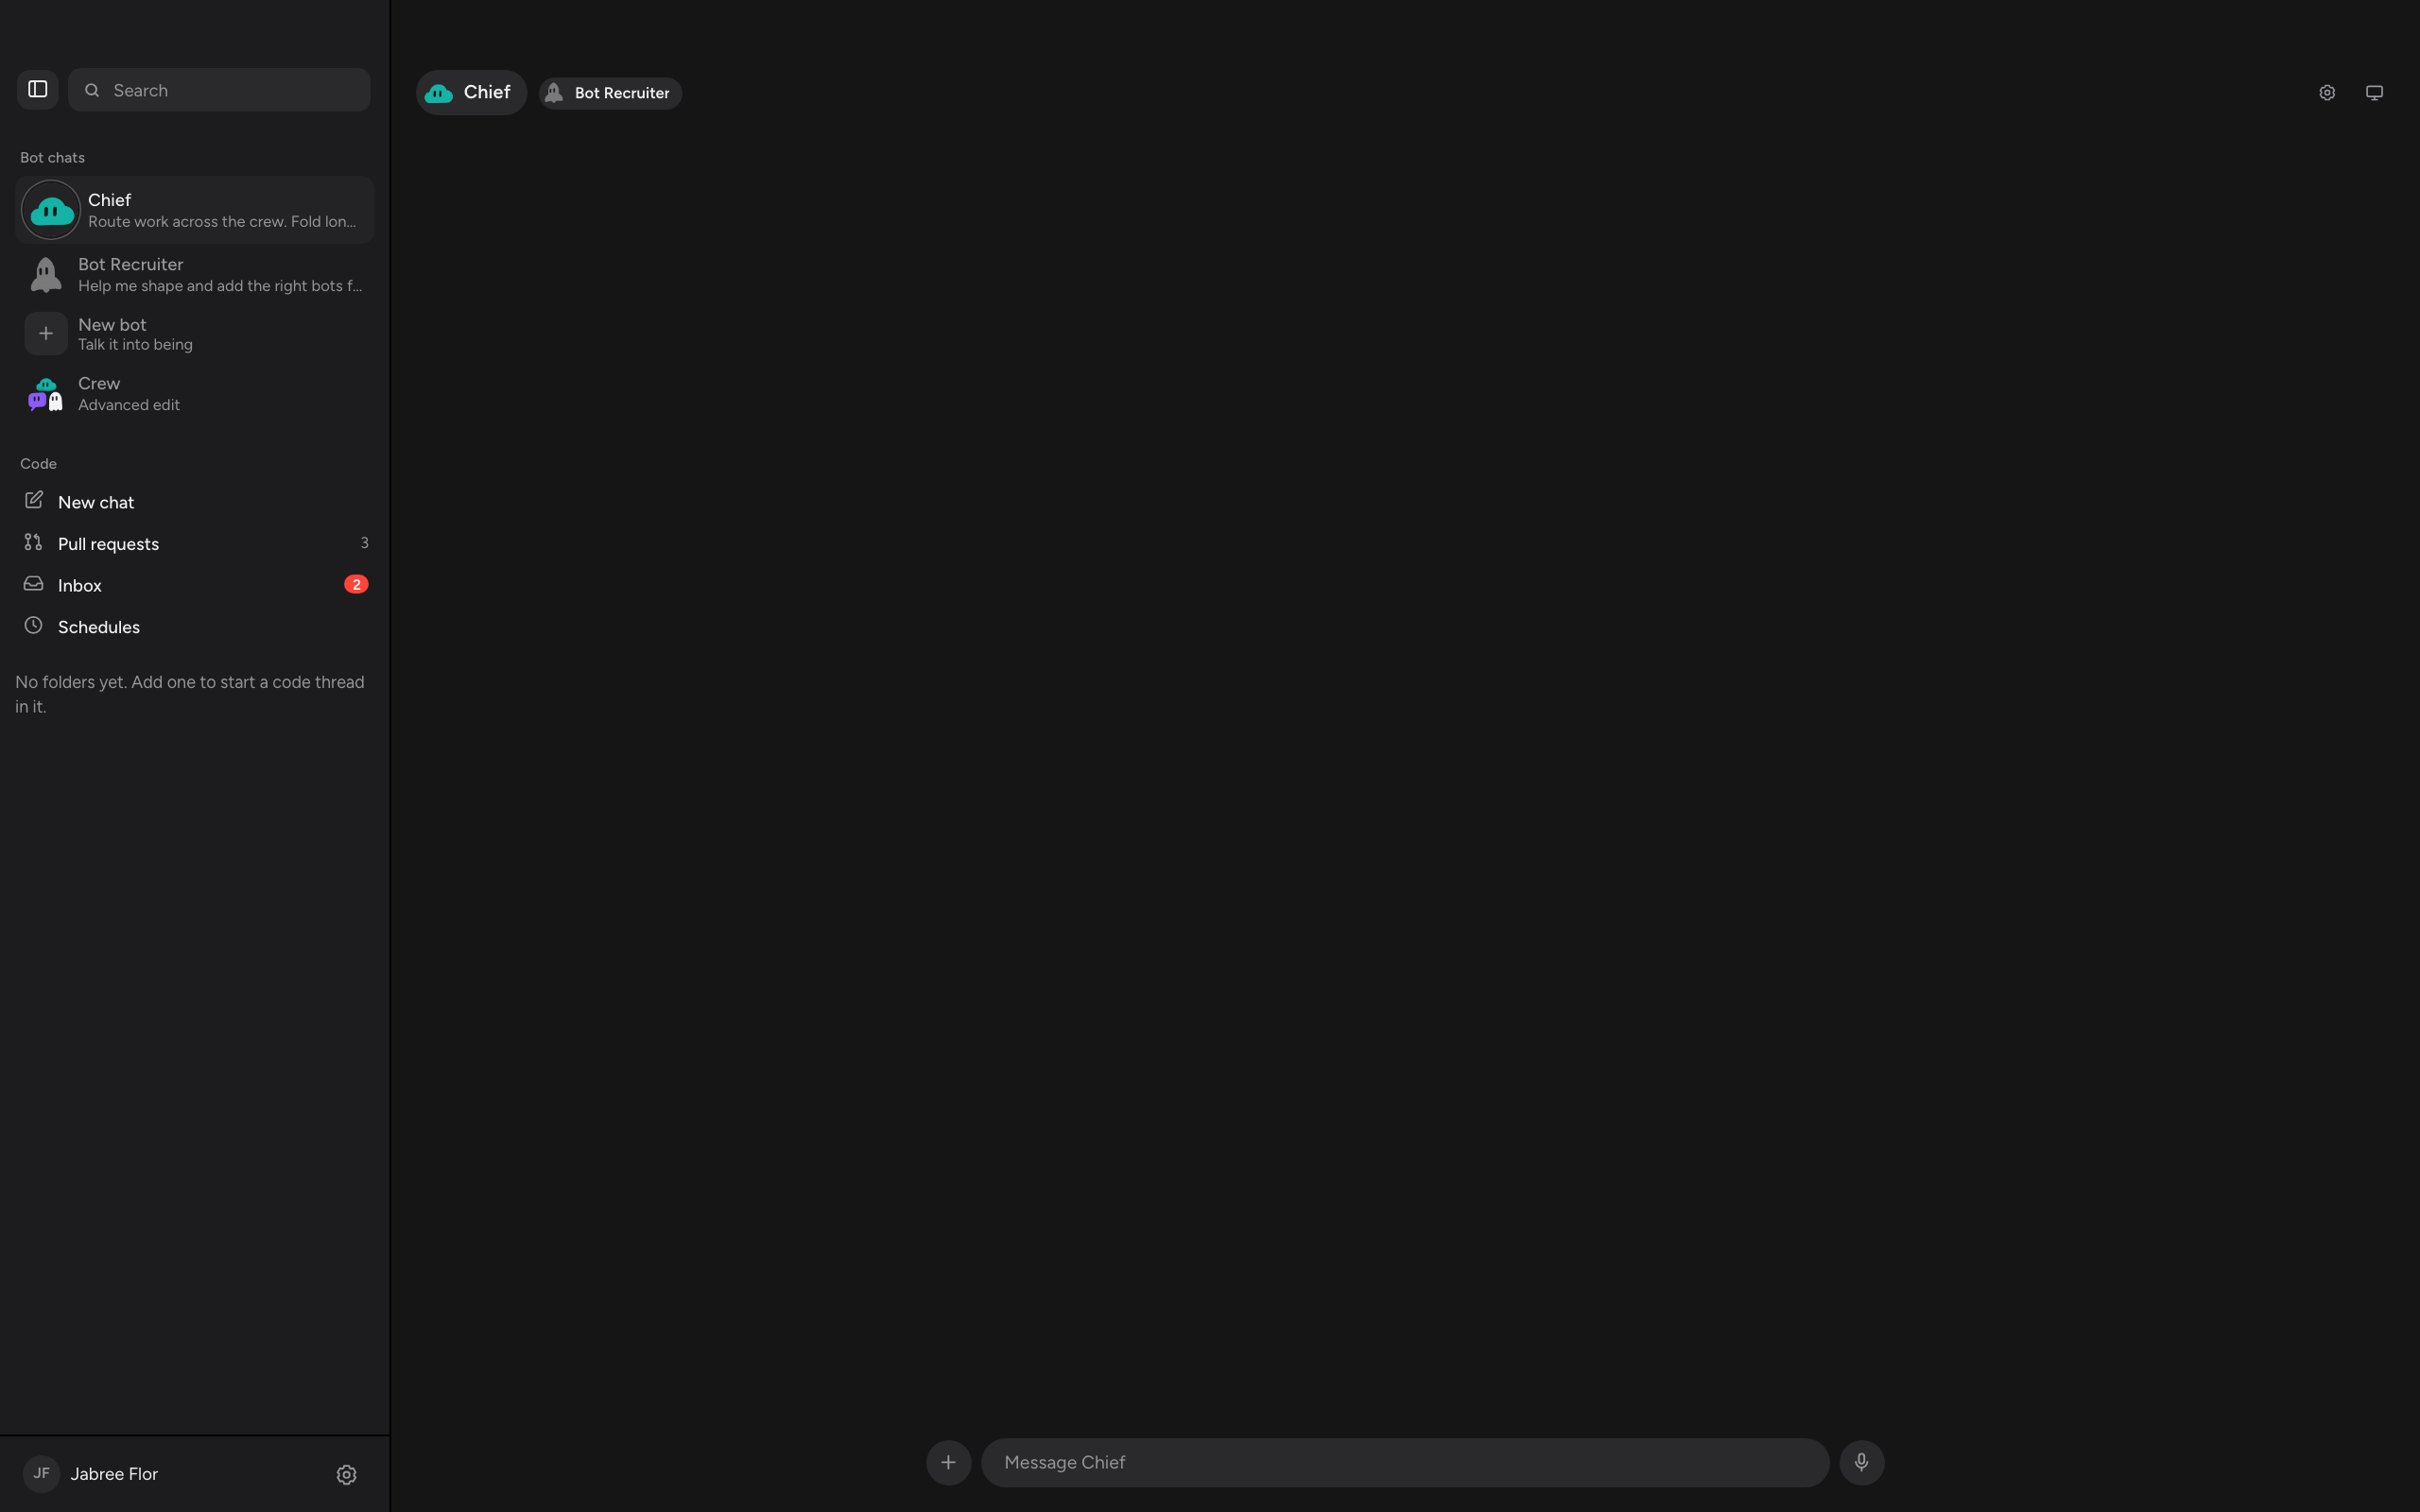 Search
Chief
Bot Recruiter
Bot chats
Chief
Route work across the crew. Fold lon...
Bot Recruiter
Help me shape and add the right bots f...
New bot
Talk it into being
Crew
Advanced edit
Code
New chat
Pull requests 3
Inbox 2
Schedules
No folders yet. Add one to start a code thread
in it.
JF Jabree Flor
Message Chief